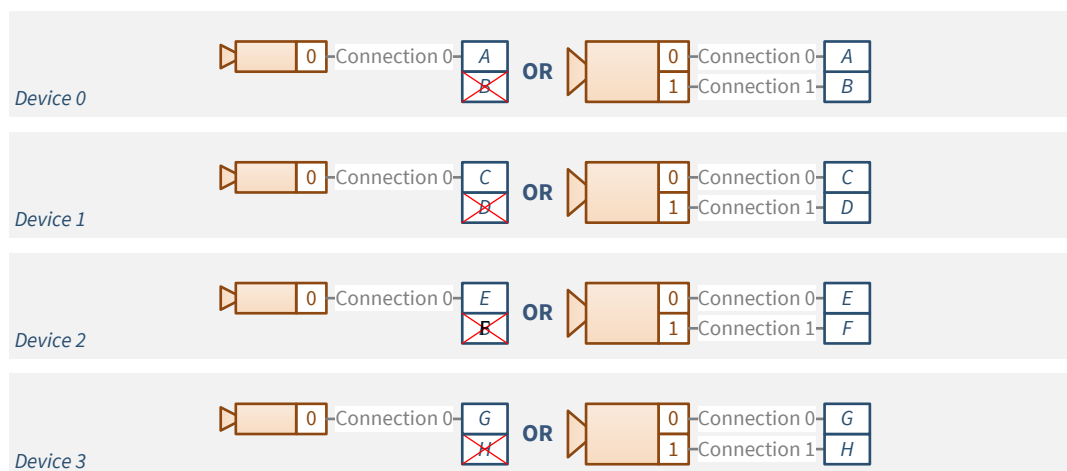 0 Connection 0 A OR 0 Connection 0 A
B 1 Connection 1 B
Device 0
0 Connection 0 C OR 0 Connection 0 C
D 1 Connection 1 D
Device 1
0 Connection 0 E OR 0 Connection 0 E
1 Connection 1 F
Device 2
0 Connection 0 G OR 0 Connection 0 G
H 1 Connection 1 H
Device 3